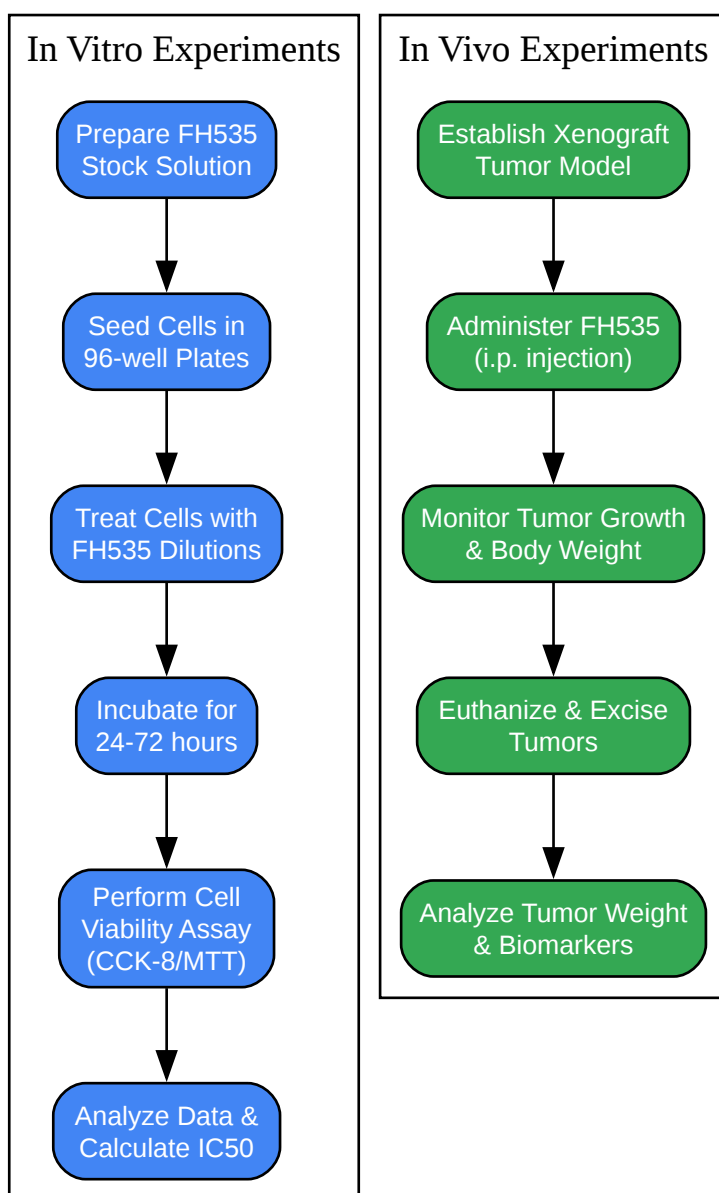 In Vitro Experiments
Prepare FH535
Stock Solution
Seed Cells in
96-well Plates
Treat Cells with
FH535 Dilutions
Incubate for
24-72 hours
Perform Cell
Viability Assay
(CCK-8/MTT)
Analyze Data &
Calculate IC50
In Vivo Experiments
Establish Xenograft
Tumor Model
Administer FH535
(i.p. injection)
Monitor Tumor Growth
& Body Weight
Euthanize & Excise
Tumors
Analyze Tumor Weight
& Biomarkers